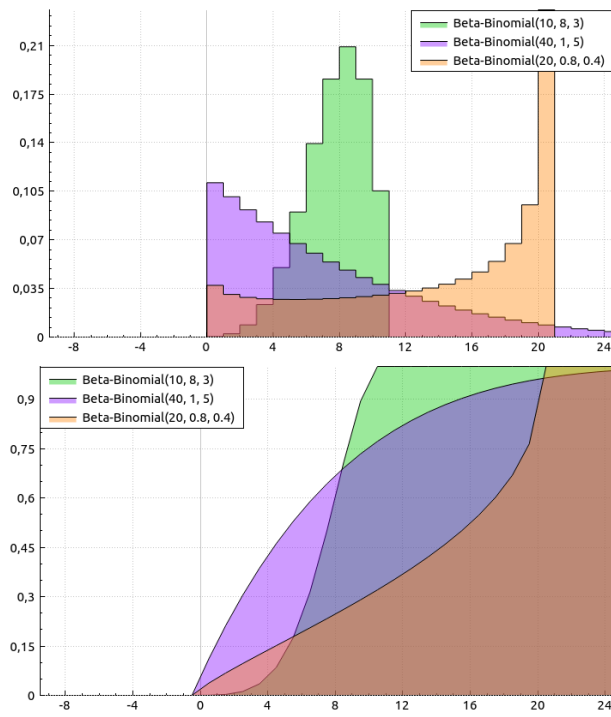 0,21
0,175
0,14
0,105
0,07
0,035
0
-8 -4 0 4 8 12 16 20 24
Beta-Binomial(10, 8, 3)
Beta-Binomial(40, 1, 5)
Beta-Binomial(20, 0.8, 0.4)
Beta-Binomial(10, 8, 3)
Beta-Binomial(40, 1, 5)
Beta-Binomial(20, 0.8, 0.4)
0,9
0,75
0,6
0,45
0,3
0,15
0
-8 -4 0 4 8 12 16 20 24